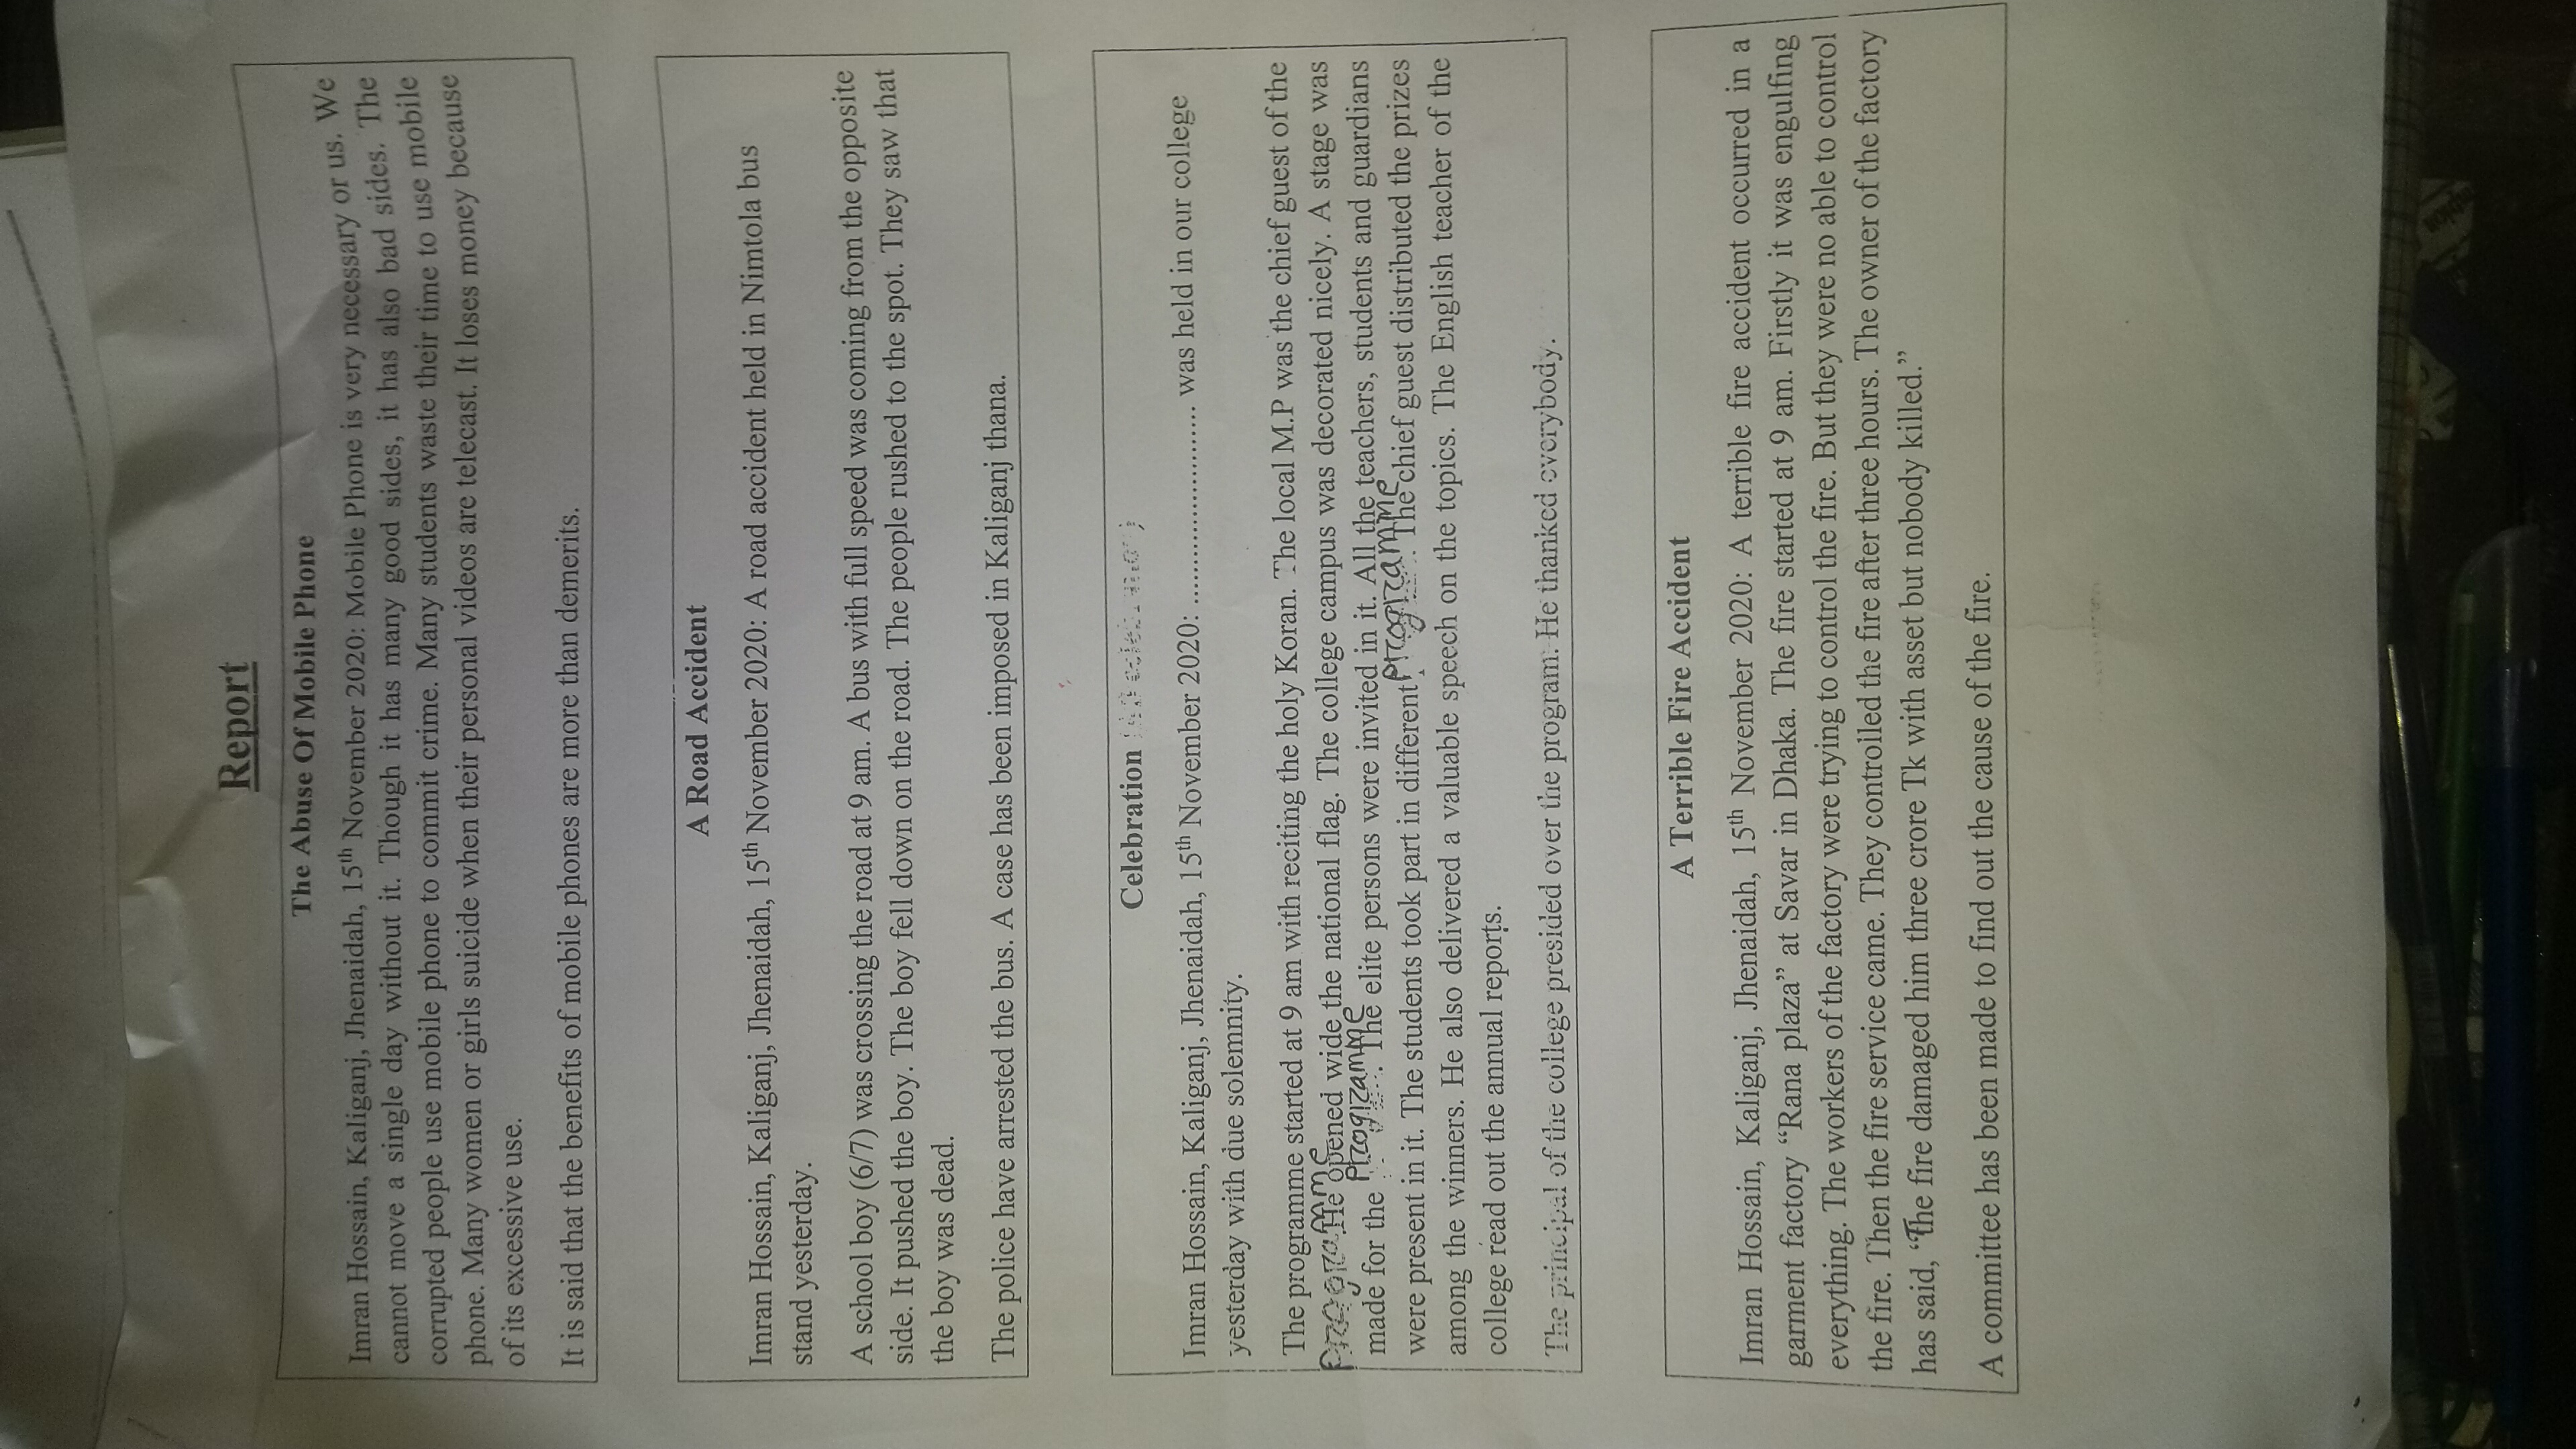 Report
The Abuse Of Mobile Phone
Imran Hossain, Kaliganj, Jhenaidah, 15th November 2020: Mobile Phone is very necessary or us. We
cannot move a single day without it. Though it has many good sides, it has also bad sides. The
corrupted people use mobile phone to commit crime. Many students waste their time to use mobile
phone. Many women or girls suicide when their personal videos are telecast. It loses money because
of its excessive use.
It is said that the benefits of mobile phones are more than demerits.
A Road Accident
Imran Hossain, Kaliganj, Jhenaidah, 15th November 2020: A road accident held in Nimtola bus
stand yesterday.
A school boy (6/7) was crossing the road at 9 am. A bus with full speed was coming from the opposite
side. It pushed the boy. The boy fell down on the road. The people rushed to the spot. They saw that
the boy was dead.
The police have arrested the bus. A case has been imposed in Kaliganj thana.
Celebration
Imran Hossain, Kaliganj, Jhenaidah, 15th November 2020: ......................... was held in our college
yesterday with due solemnity.
The programme started at 9 am with reciting the holy Koran. The local M.P was the chief guest of the
programme He opened wide the national flag. The college campus was decorated nicely. A stage was
made for the programme. The elite persons were invited in it. All the teachers, students and guardians
were present in it. The students took part in different programme. The chief guest distributed the prizes
among the winners. He also delivered a valuable speech on the topics. The English teacher of the
college read out the annual reports.
The principal of the college presided over the program. He thanked everybody.
A Terrible Fire Accident
Imran Hossain, Kaliganj, Jhenaidah, 15th November 2020: A terrible fire accident occurred in a
garment factory “Rana plaza” at Savar in Dhaka. The fire started at 9 am. Firstly it was engulfing
everything. The workers of the factory were trying to control the fire. But they were no able to control
the fire. Then the fire service came. They controlled the fire after three hours. The owner of the factory
has said, “The fire damaged him three crore Tk with asset but nobody killed.”
A committee has been made to find out the cause of the fire.